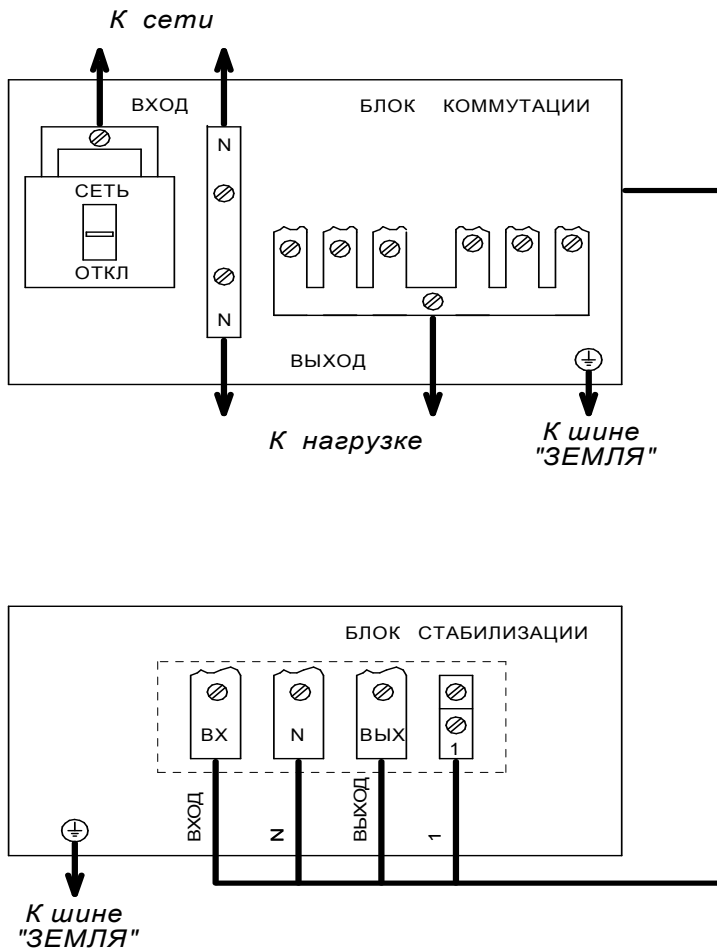 К сети
ВХОД
БЛОК КОММУТАЦИИ
N
СЕТЬ
ОТКЛ
N
ВЫХОД
К нагрузке
К шине
"ЗЕМЛЯ"
БЛОК СТАБИЛИЗАЦИИ
ВХ
N
ВЫХ
1
ВХОД
N
ВЫХОД
1
К шине
"ЗЕМЛЯ"